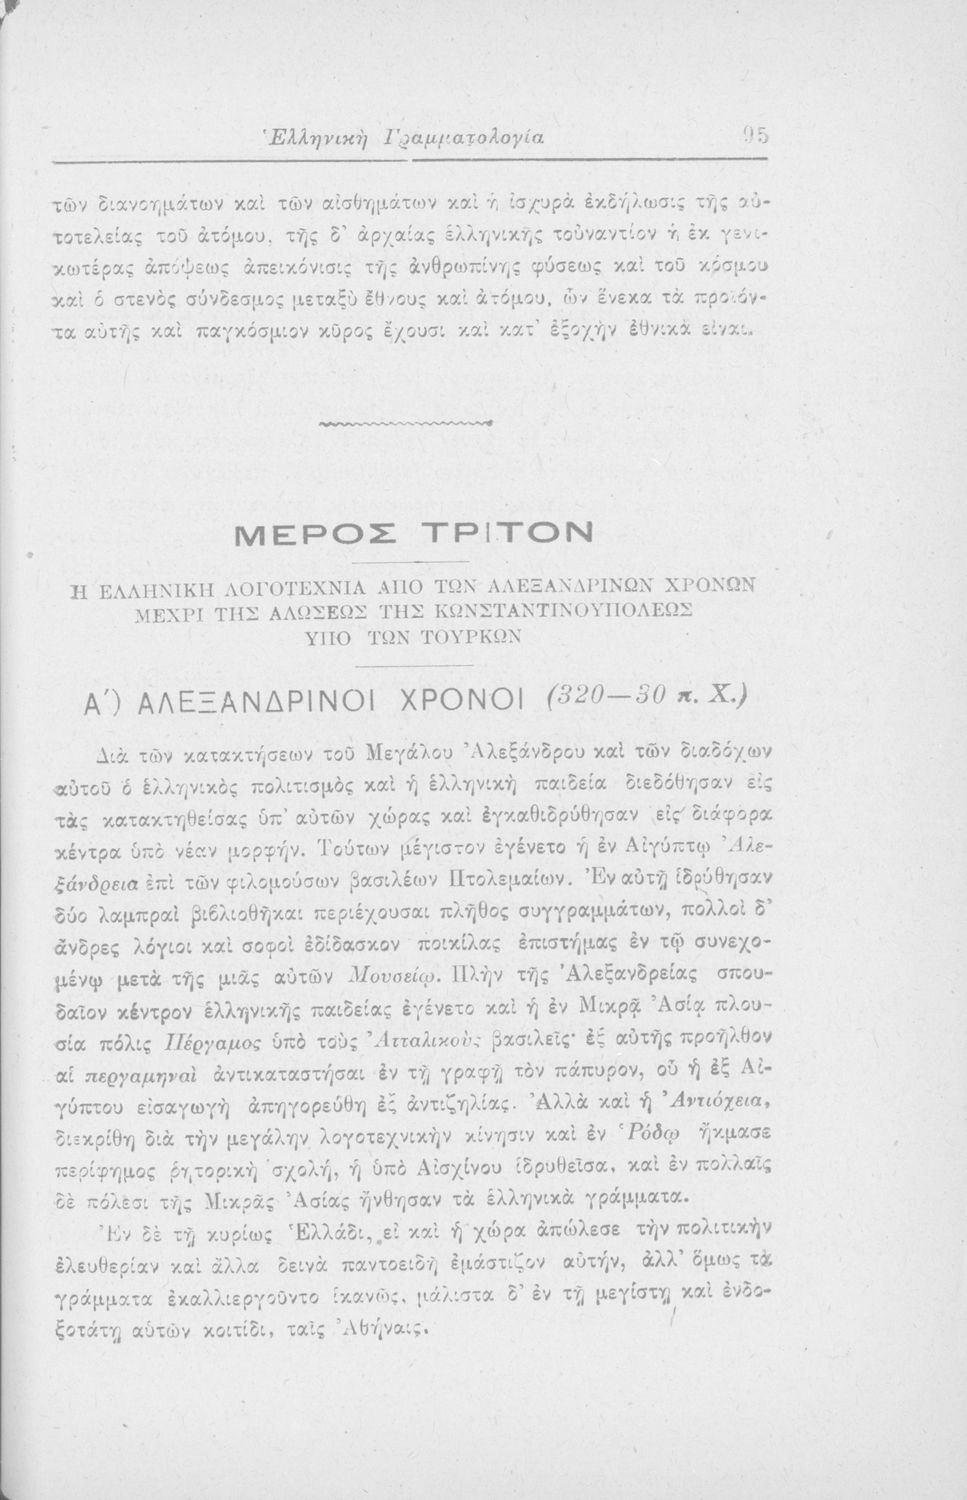 Ἑλληνικὴ Γραμματολογία 95
τῶν διανοημάτων καὶ τῶν αἰσθημάτων καὶ ἡ ἰσχυρὰ ἐκδήλωσις τῆς αὐ-
τοτελείας τοῦ ἀτόμου, τῆς δ' ἀρχαίας ἑλληνικῆς τοὐναντίον ἡ ἐκ γενι-
κωτέρας ἀπόψεως ἀπεικόνισις τῆς ἀνθρωπίνης φύσεως καὶ τοῦ κόσμου
καὶ ὁ στενὸς σύνδεσμος μεταξὺ ἔθνους καὶ ἀτόμου, ὧν ἕνεκα τὰ προϊόν-
τα αὐτῆς καὶ παγκόσμιον κῦρος ἔχουσι καὶ κατ' ἐξοχὴν ἐθνικὰ εἶναι.
ΜΕΡΟΣ ΤΡΙΤΟΝ
Η ΕΛΛΗΝΙΚΗ ΛΟΓΟΤΕΧΝΙΑ ΑΠΟ ΤΩΝ ΑΛΕΞΑΝΔΡΙΝΩΝ ΧΡΟΝΩΝ
ΜΕΧΡΙ ΤΗΣ ΑΛΩΣΕΩΣ ΤΗΣ ΚΩΝΣΤΑΝΤΙΝΟΥΠΟΛΕΩΣ
ΥΠΟ ΤΩΝ ΤΟΥΡΚΩΝ
Α΄) ΑΛΕΞΑΝΔΡΙΝΟΙ ΧΡΟΝΟΙ (320—30 π. Χ.)
Διὰ τῶν κατακτήσεων τοῦ Μεγάλου Ἀλεξάνδρου καὶ τῶν διαδόχων
αὐτοῦ ὁ ἑλληνικὸς πολιτισμὸς καὶ ἡ ἑλληνικὴ παιδεία διεδόθησαν εἰς
τὰς κατακτηθείσας ὑπ' αὐτῶν χώρας καὶ ἐγκαθιδρύθησαν εἰς διάφορα
κέντρα ὑπὸ νέαν μορφήν. Τούτων μέγιστον ἐγένετο ἡ ἐν Αἰγύπτῳ Ἀλε-
ξάνδρεια ἐπὶ τῶν φιλομούσων βασιλέων Πτολεμαίων. Ἐν αὐτῇ ἱδρύθησαν
δύο λαμπραὶ βιβλιοθῆκαι περιέχουσαι πλῆθος συγγραμμάτων, πολλοὶ δ'
ἄνδρες λόγιοι καὶ σοφοὶ ἐδίδασκον ποικίλας ἐπιστήμας ἐν τῷ συνεχο-
μένῳ μετὰ τῆς μιᾶς αὐτῶν Μουσείῳ. Πλὴν τῆς Ἀλεξανδρείας σπου-
δαῖον κέντρον ἑλληνικῆς παιδείας ἐγένετο καὶ ἡ ἐν Μικρᾷ Ἀσίᾳ πλου-
σία πόλις Πέργαμος ὑπὸ τοὺς Ἀτταλικοὺς βασιλεῖς· ἐξ αὐτῆς προῆλθον
αἱ περγαμηναὶ ἀντικαταστήσαι ἐν τῇ γραφῇ τὸν πάπυρον, οὗ ἡ ἐξ Αἰ-
γύπτου εἰσαγωγὴ ἀπηγορεύθη ἐξ ἀντιζηλίας. Ἀλλὰ καὶ ἡ Ἀντιόχεια,
διεκρίθη διὰ τὴν μεγάλην λογοτεχνικὴν κίνησιν καὶ ἐν Ῥόδῳ ἤκμασε
περίφημος ῥητορικὴ σχολή, ἡ ὑπὸ Αἰσχίνου ἱδρυθεῖσα, καὶ ἐν πολλαῖς
δὲ πόλεσι τῆς Μικρᾶς Ἀσίας ἤνθησαν τὰ ἑλληνικὰ γράμματα.
Ἐν δὲ τῇ κυρίως Ἑλλάδι, εἰ καὶ ἡ χώρα ἀπώλεσε τὴν πολιτικὴν
ἐλευθερίαν καὶ ἄλλα δεινὰ παντοειδῆ ἐμάστιζον αὐτήν, ἀλλ' ὅμως τὰ
γράμματα ἐκαλλιεργοῦντο ἱκανῶς, μάλιστα δ' ἐν τῇ μεγίστῃ καὶ ἐνδο-
ξοτάτῃ αὐτῶν κοιτίδι, ταῖς Ἀθήναις.